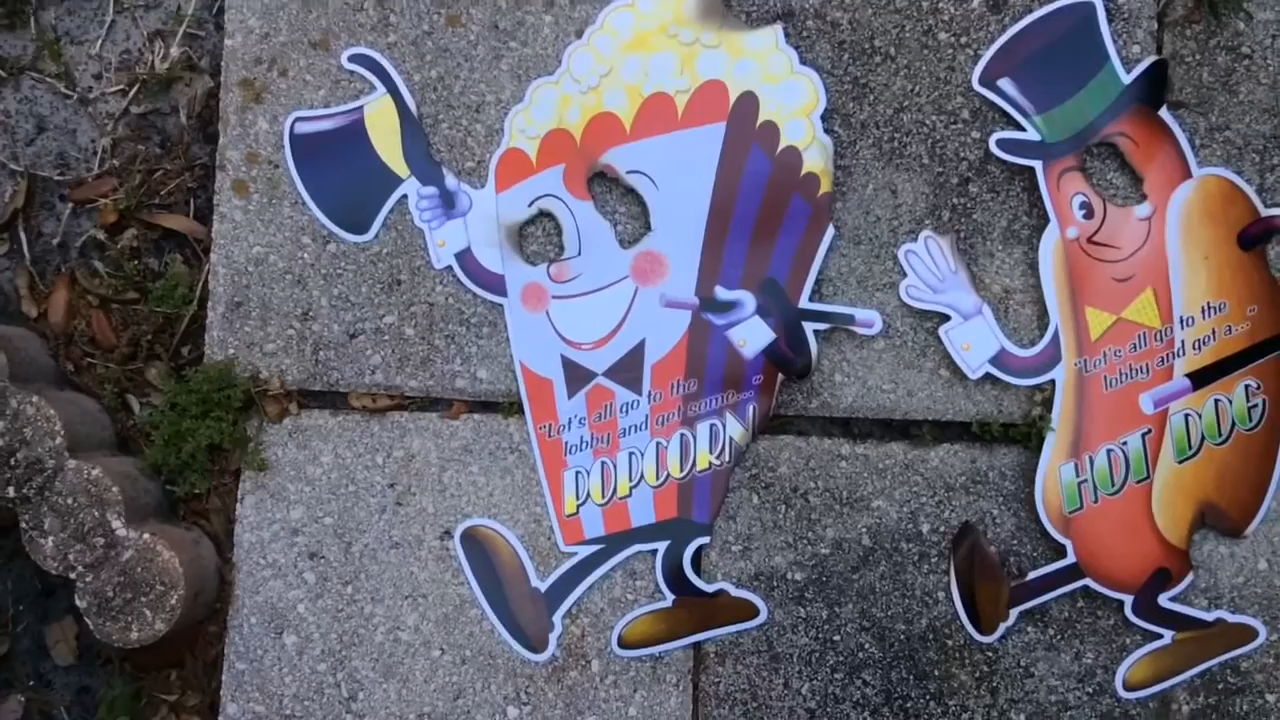 "Let's all go to the
lobby and get some..."
POPCORN
"Let's all go to the
lobby and get a..."
HOT DOG